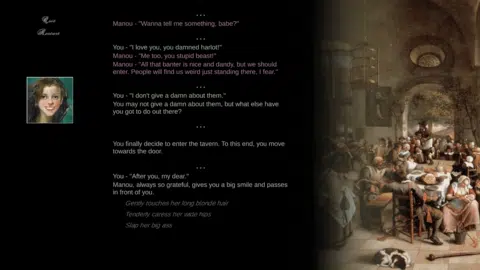 Quit
Restart
...
Manou - "Wanna tell me something, babe?"
...
You - "I love you, you damned harlot!"
Manou - "Me too, you stupid beast!"
Manou - "All that banter is nice and dandy, but we should
enter. People will find us weird just standing there, I fear."
...
You - "I don't give a damn about them."
You may not give a damn about them, but what else have
you got to do out there?
...
You finally decide to enter the tavern. To this end, you move
towards the door.
...
You - "After you, my dear."
Manou, always so grateful, gives you a big smile and passes
in front of you.
Gently touches her long blonde hair
Tenderly caress her wide hips
Slap her big ass